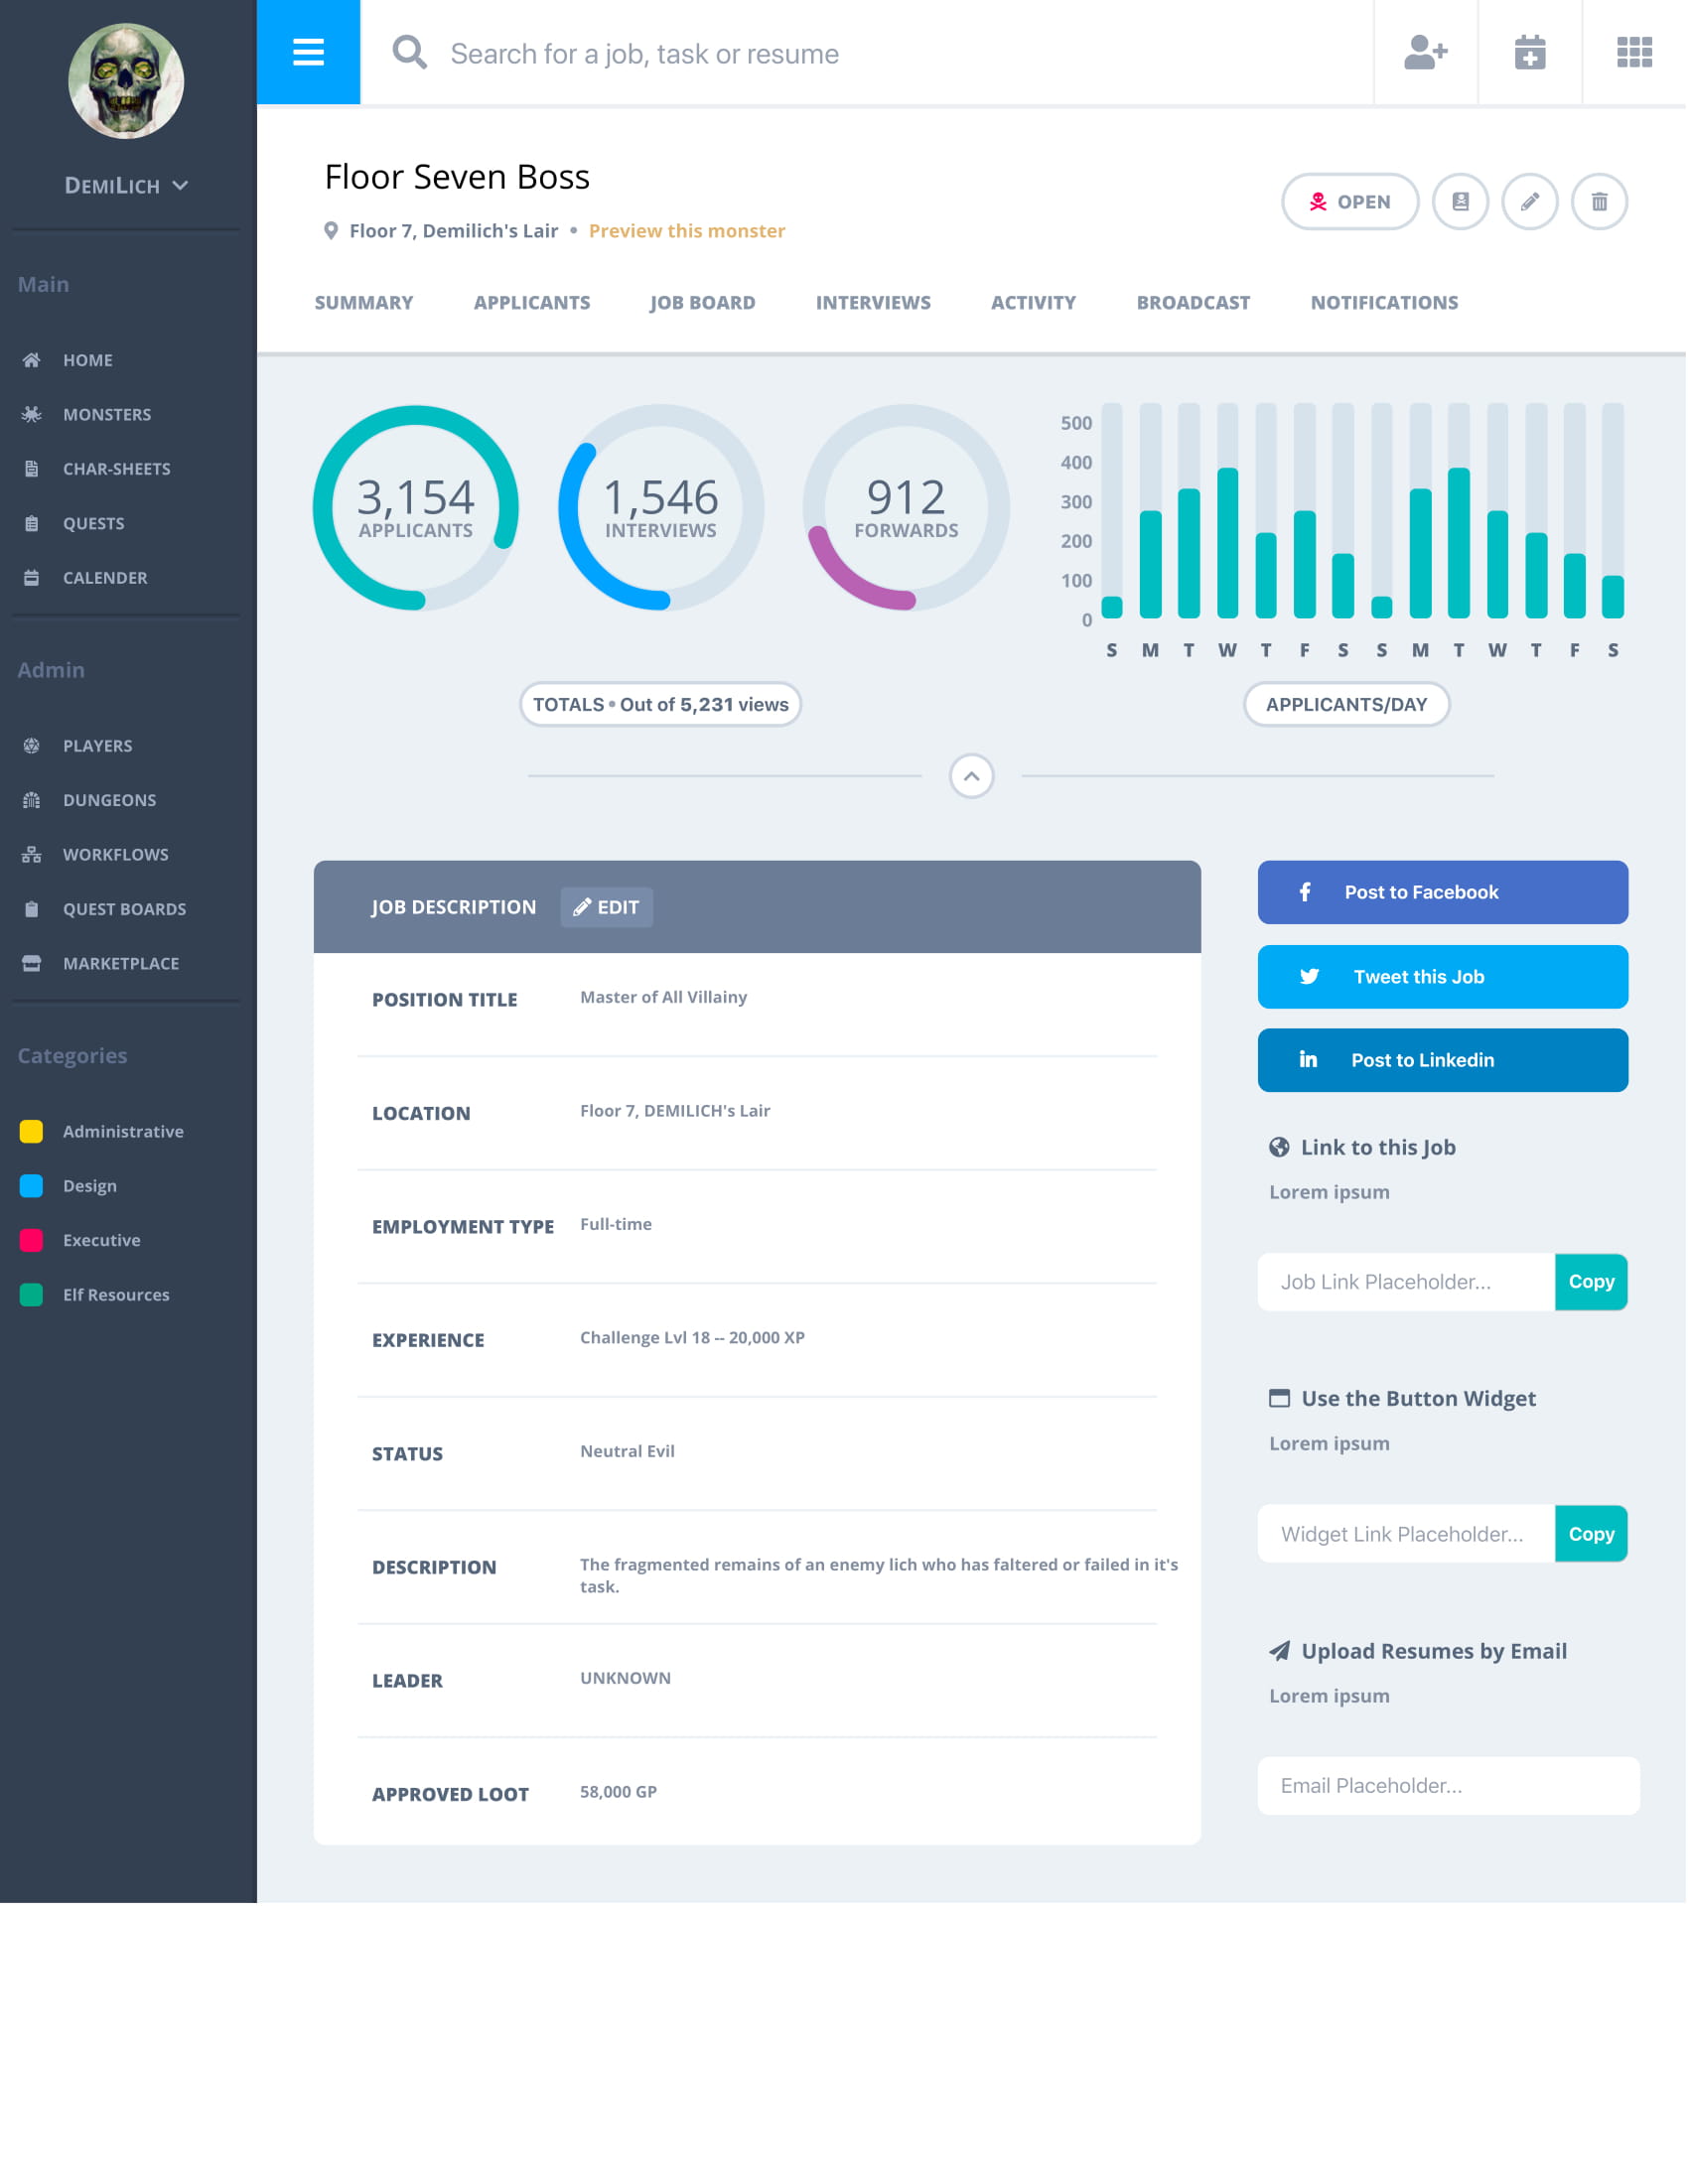 DEMILICH
Main
HOME
MONSTERS
CHAR-SHEETS
QUESTS
CALENDER
Admin
PLAYERS
DUNGEONS
WORKFLOWS
QUEST BOARDS
MARKETPLACE
Categories
Administrative
Design
Executive
Elf Resources
Search for a job, task or resume
Floor Seven Boss
Floor 7, Demilich's Lair • Preview this monster
OPEN
SUMMARY APPLICANTS JOB BOARD INTERVIEWS ACTIVITY BROADCAST NOTIFICATIONS
3,154
APPLICANTS
1,546
INTERVIEWS
912
FORWARDS
TOTALS • Out of 5,231 views
500
400
300
200
100
0
S M T W T F S S M T W T F S
APPLICANTS/DAY
JOB DESCRIPTION EDIT
POSITION TITLE Master of All Villainy
LOCATION Floor 7, DEMILICH's Lair
EMPLOYMENT TYPE Full-time
EXPERIENCE Challenge Lvl 18 -- 20,000 XP
STATUS Neutral Evil
DESCRIPTION The fragmented remains of an enemy lich who has faltered or failed in it's
task.
LEADER UNKNOWN
APPROVED LOOT 58,000 GP
Post to Facebook
Tweet this Job
Post to Linkedin
Link to this Job
Lorem ipsum
Job Link Placeholder... Copy
Use the Button Widget
Lorem ipsum
Widget Link Placeholder... Copy
Upload Resumes by Email
Lorem ipsum
Email Placeholder...